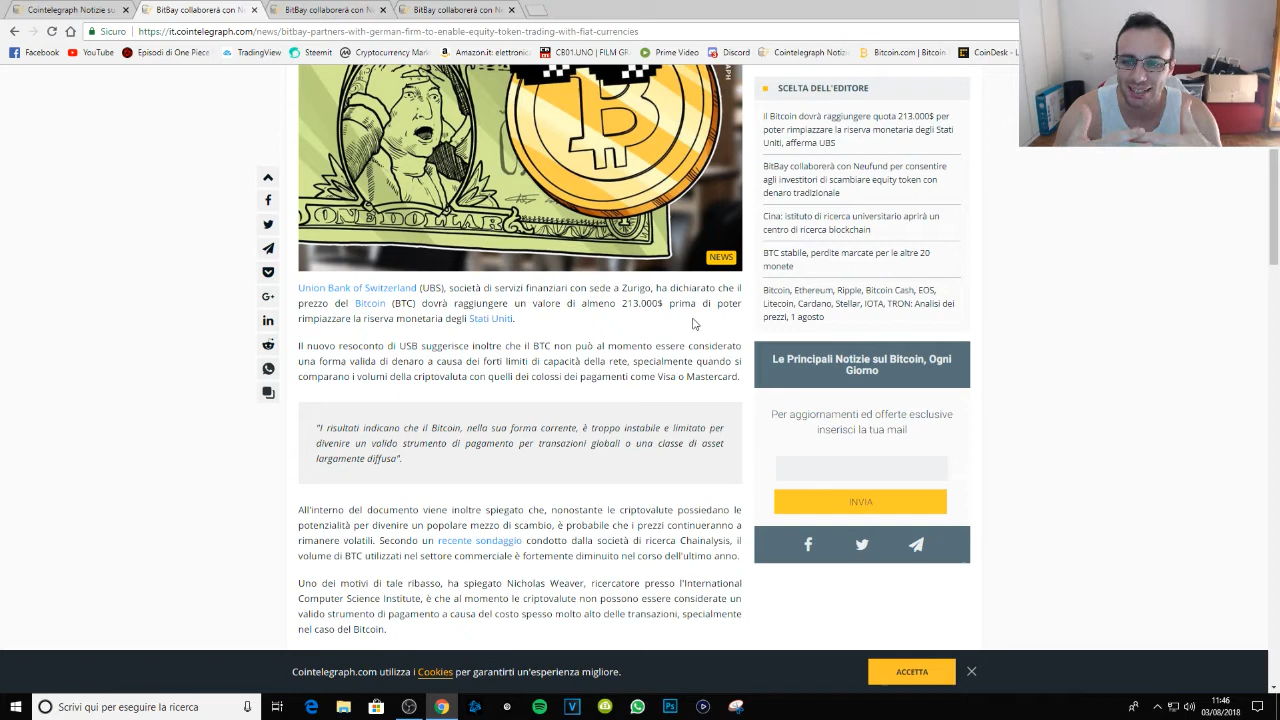 Cointelegraph Notizie su
BitBay collaborerà con Ne
BitBay collaborerà con Ne
BitBay collaborerà con Ne
Sicuro
https://it.cointelegraph.com/news/bitbay-partners-with-german-firm-to-enable-equity-token-trading-with-fiat-currencies
Facebook
YouTube
Episodi di One Piece
TradingView
Steemit
Cryptocurrency Mark
Amazon.it: elettroni
CB01.UNO | FILM GR
Prime Video
Discord
Cointelegraph Notiz
Bitcoin.com | Bitcoin
CoinDesk - L
ONE DOLLAR
NEWS
Union Bank of Switzerland (UBS), società di servizi finanziari con sede a Zurigo, ha dichiarato che il
prezzo del Bitcoin (BTC) dovrà raggiungere un valore di almeno 213.000$ prima di poter
rimpiazzare la riserva monetaria degli Stati Uniti.
Il nuovo resoconto di USB suggerisce inoltre che il BTC non può al momento essere considerato
una forma valida di denaro a causa dei forti limiti di capacità della rete, specialmente quando si
comparano i volumi della criptovaluta con quelli dei colossi dei pagamenti come Visa o Mastercard.
"I risultati indicano che il Bitcoin, nella sua forma corrente, è troppo instabile e limitato per
divenire un valido strumento di pagamento per transazioni globali o una classe di asset
largamente diffusa".
All'interno del documento viene inoltre spiegato che, nonostante le criptovalute possiedano le
potenzialità per divenire un popolare mezzo di scambio, è probabile che i prezzi continueranno a
rimanere volatili. Secondo un recente sondaggio condotto dalla società di ricerca Chainalysis, il
volume di BTC utilizzati nel settore commerciale è fortemente diminuito nel corso dell'ultimo anno.
Uno dei motivi di tale ribasso, ha spiegato Nicholas Weaver, ricercatore presso l'International
Computer Science Institute, è che al momento le criptovalute non possono essere considerate un
valido strumento di pagamento a causa del costo spesso molto alto delle transazioni, specialmente
nel caso del Bitcoin.
SCELTA DELL'EDITORE
Il Bitcoin dovrà raggiungere quota 213.000$ per
poter rimpiazzare la riserva monetaria degli Stati
Uniti, afferma UBS
BitBay collaborerà con Neufund per consentire
agli investitori di scambiare equity token con
denaro tradizionale
Cina: istituto di ricerca universitario aprirà un
centro di ricerca blockchain
BTC stabile, perdite marcate per le altre 20
monete
Bitcoin, Ethereum, Ripple, Bitcoin Cash, EOS,
Litecoin, Cardano, Stellar, IOTA, TRON: Analisi dei
prezzi, 1 agosto
Le Principali Notizie sul Bitcoin, Ogni
Giorno
Per aggiornamenti ed offerte esclusive
inserisci la tua mail
INVIA
Cointelegraph.com utilizza i Cookies per garantirti un'esperienza migliore.
ACCETTA
Scrivi qui per eseguire la ricerca
11:46
03/08/2018